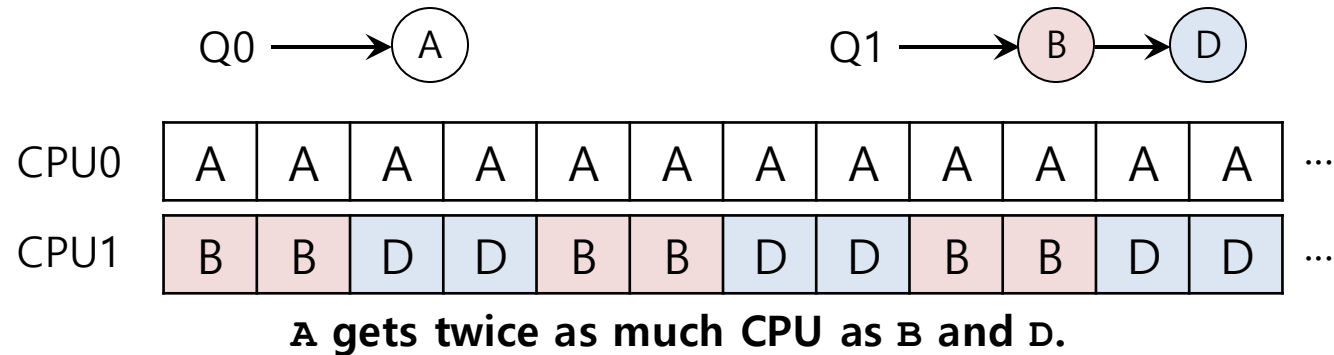 Q0 A Q1 B D
CPU0 A A A A A A A A A A A A ...
CPU1 B B D D B B D D B B D D ...
A gets twice as much CPU as B and D.